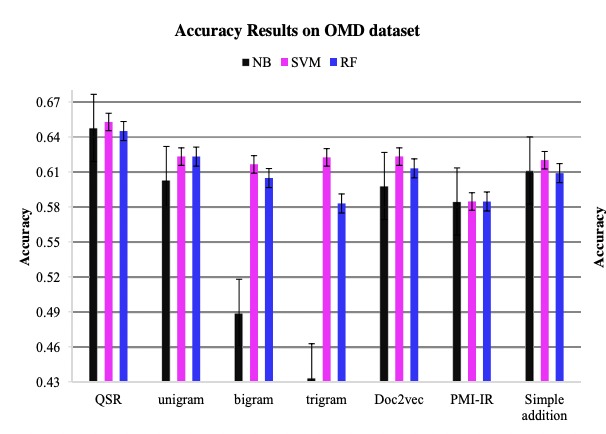 Accuracy Results on OMD dataset
NB SVM RF
0.67
0.64
0.61
0.58
0.55
0.52
0.49
0.46
0.43
Accuracy
Accuracy
QSR unigram bigram trigram Doc2vec PMI-IR Simple
addition